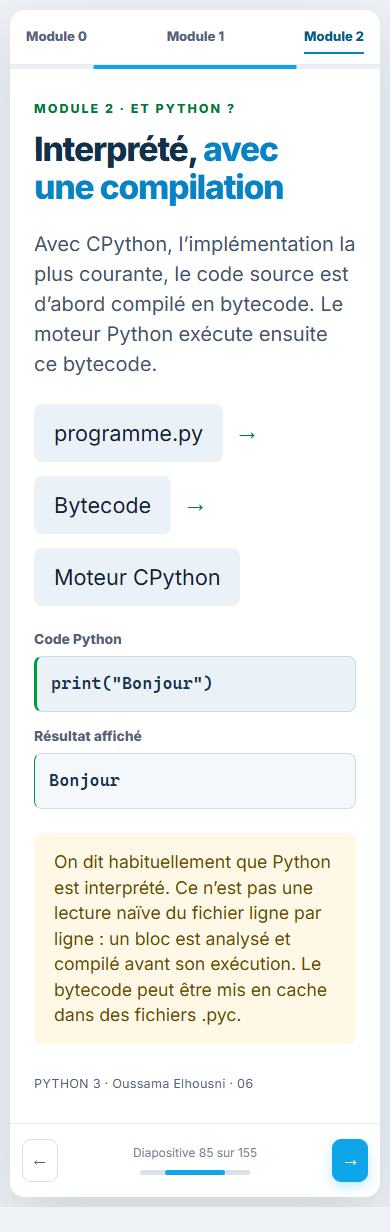 Module 0 Module 1 Module 2
MODULE 2 · ET PYTHON ?
Interprété, avec
une compilation
Avec CPython, l’implémentation la
plus courante, le code source est
d’abord compilé en bytecode. Le
moteur Python exécute ensuite
ce bytecode.
programme.py →
Bytecode →
Moteur CPython
Code Python
print("Bonjour")
Résultat affiché
Bonjour
On dit habituellement que Python
est interprété. Ce n’est pas une
lecture naïve du fichier ligne par
ligne : un bloc est analysé et
compilé avant son exécution. Le
bytecode peut être mis en cache
dans des fichiers .pyc.
PYTHON 3 · Oussama Elhousni · 06
← Diapositive 85 sur 155 →